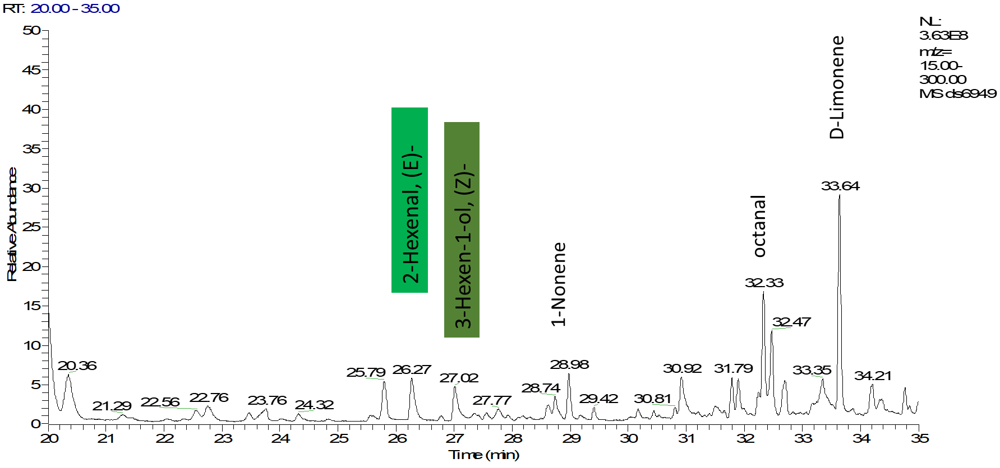 RT: 20.00 - 35.00
NL:
3.63E8
m/z=
15.00-
300.00
MS ds6949
50
45
40
35
30
25
20
15
10
5
0
Relative Abundance
2-Hexenal, (E)-
3-Hexen-1-ol, (Z)-
1-Nonene
octanal
D-Limonene
20.36
21.29
22.56
22.76
23.76
24.32
25.79
26.27
27.02
27.77
28.74
28.98
29.42
30.81
30.92
31.79
32.33
32.47
33.35
33.64
34.21
20 21 22 23 24 25 26 27 28 29 30 31 32 33 34 35
Time (min)